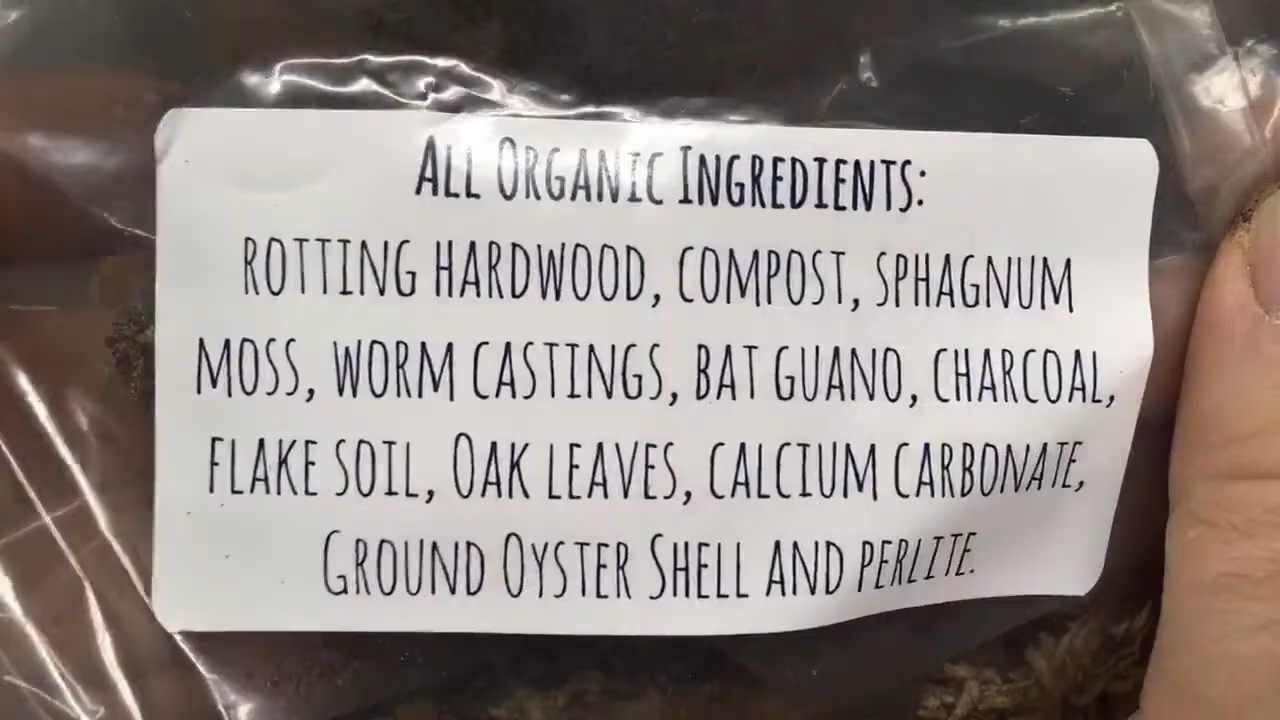 All Organic Ingredients:
rotting hardwood, compost, sphagnum
moss, worm castings, bat guano, charcoal,
flake soil, Oak leaves, calcium carbonate,
Ground Oyster Shell and perlite.